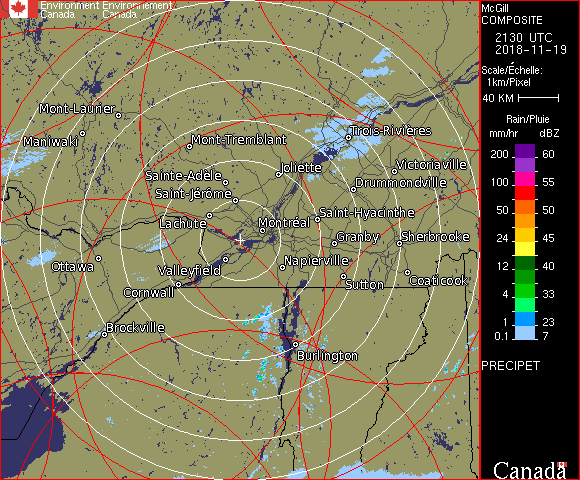 Environment Environnement
Canada Canada
McGill
COMPOSITE
2130 UTC
2018-11-19
Scale/Échelle:
1km/Pixel
40 KM
Rain/Pluie
mm/hr dBZ
200 60
100 55
50 50
24 45
12 40
4 33
1 23
0.1 7
PRECIPET
Canada
Mont-Laurier
Maniwaki
Mont-Tremblant
Trois-Rivières
Sainte-Adèle
Joliette
Victoriaville
Saint-Jérôme
Drummondville
Lachute
Montréal
Saint-Hyacinthe
Granby
Sherbrooke
Ottawa
Valleyfield
Napierville
Cornwall
Sutton
Coaticook
Brockville
Burlington